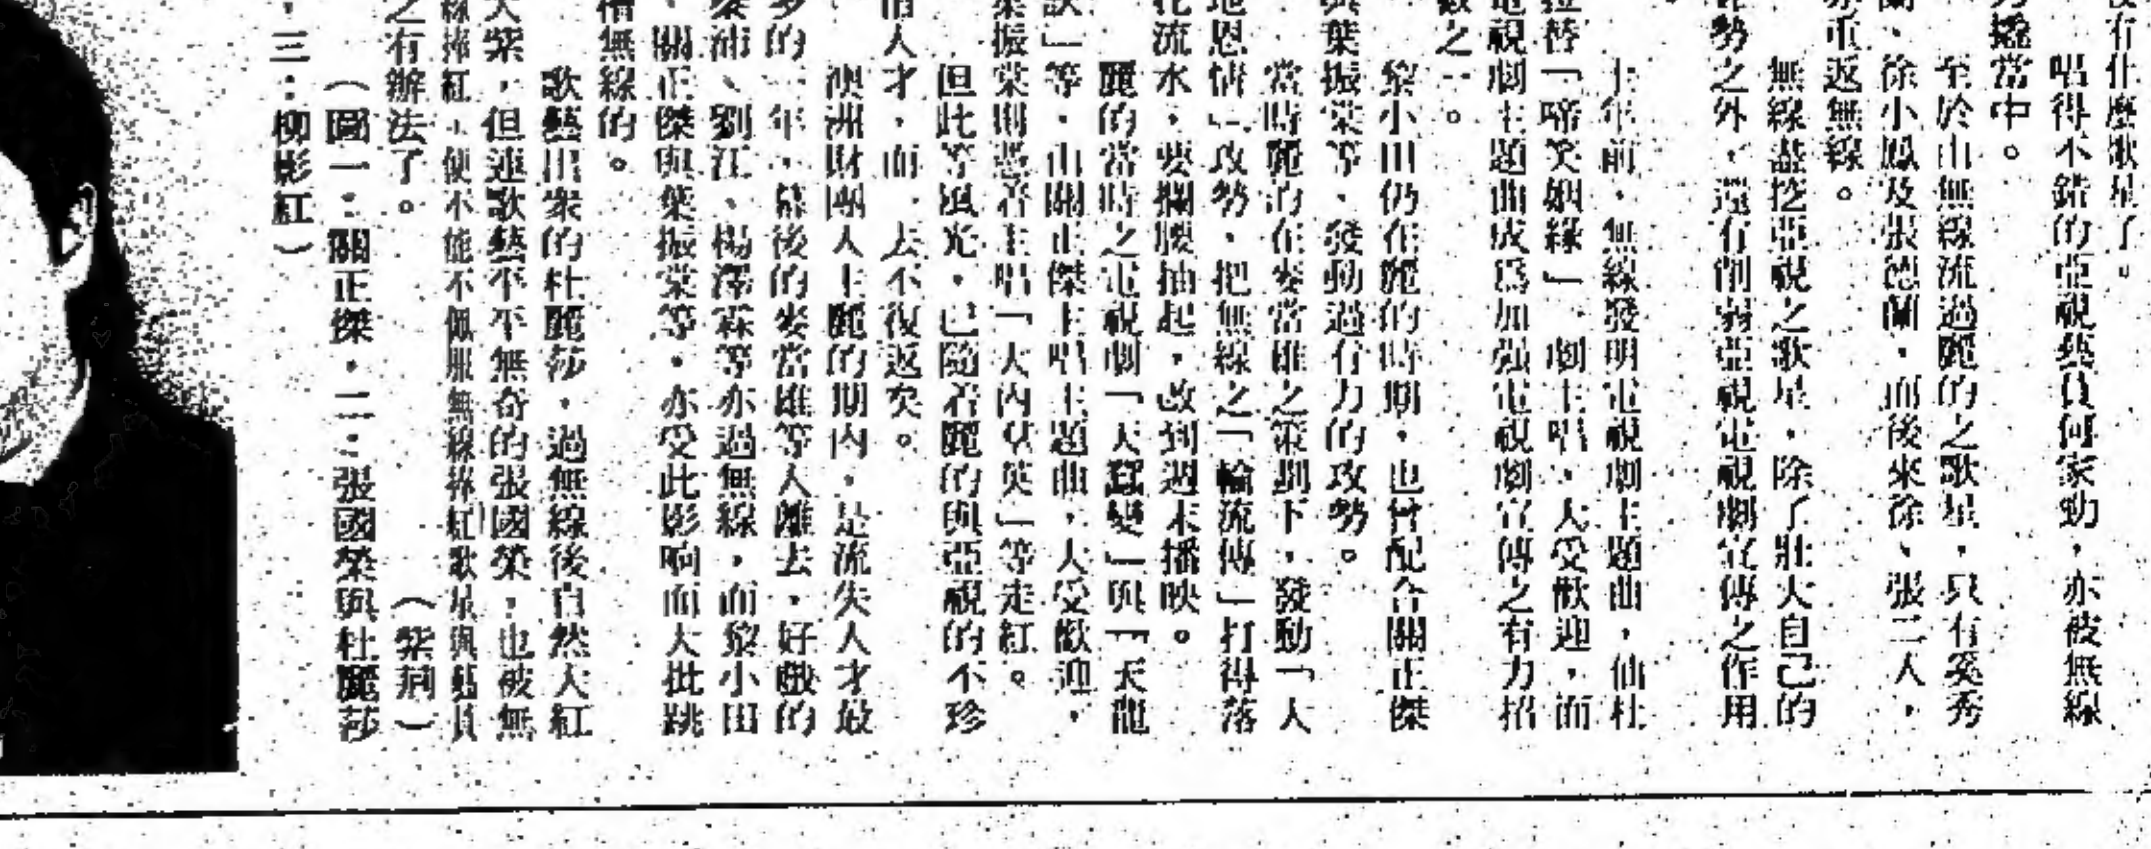 沒有什麼歌星了。
唱得不錯的亞視藝員何家勁，亦被無線
力撬當中。
至於由無線流過麗的之歌星，只有奚秀
蘭、徐小鳳及張德蘭，而後來徐、張二人，
亦重返無線。
無線盡挖亞視之歌星，除了壯大自己的
聲勢之外，還有削弱亞視電視劇宣傳之作用
。
十年前，無線發明電視劇主題曲，仙杜
拉替「啼笑姻緣」劇主唱，大受歡迎，而
電視劇主題曲成爲加强電視劇宣傳之有力招
數之一。
黎小田仍在麗的時期，也曾配合關正傑
與葉振棠等，發動過有力的攻勢。
當時麗的在麥當雄之策劃下，發動「人
地恩情」攻勢，把無線之「輪流傳」打得落
花流水，要攔腰抽起，改到週末播映。
麗的當時之電視劇「天蠶變」與「天龍
訣」等，由關正傑主唱主題曲，大受歡迎，
葉振棠則憑着主唱「大內羣英」等走紅。
但此等風光，已隨着麗的與亞視的不珍
惜人才，而一去不復返矣。
澳洲財團入主麗的期內，是流失人才最
多的一年，幕後的麥當雄等人離去，好戲的
秦沛、劉江、楊澤霖等亦過無線，而黎小田
、關正傑與葉振棠等，亦受此影响而大批跳
槽無線的。
歌藝出衆的杜麗莎，過無線後自然大紅
大紫，但連歌藝平平無奇的張國榮，也被無
線捧紅，便不能不佩服無線捧紅歌星與藝員
之有辦法了。
（紫荊）
（圖一：關正傑，二：張國榮與杜麗莎
，三：柳影紅）